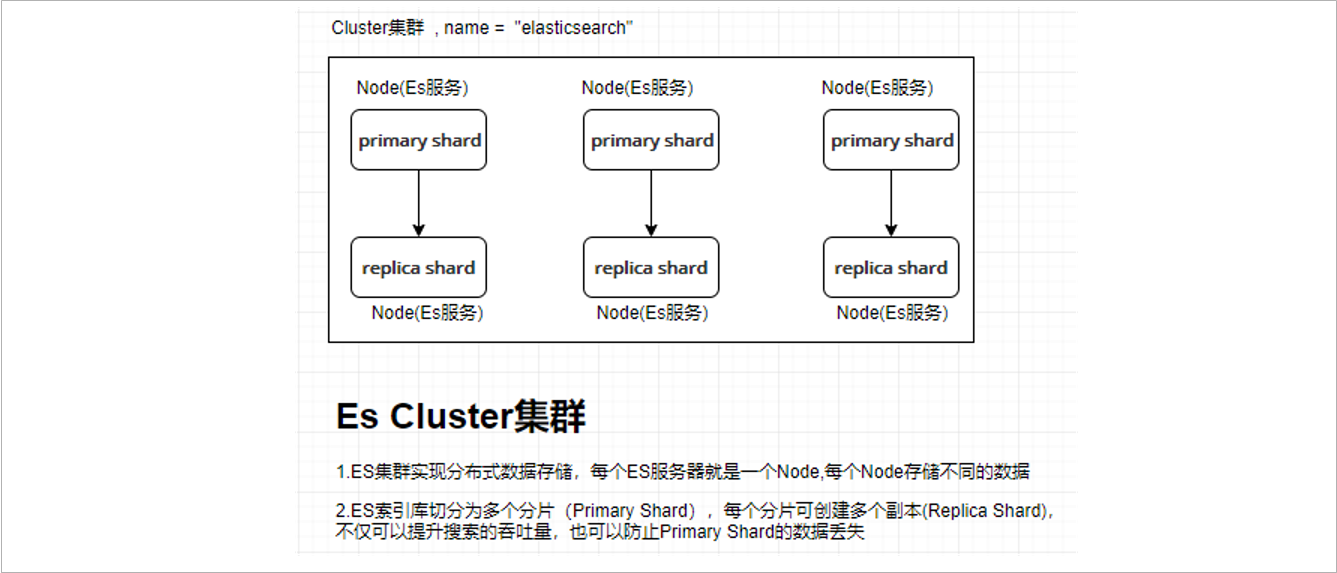 Cluster集群 , name = "elasticsearch"
Node(Es服务) Node(Es服务) Node(Es服务)
primary shard primary shard primary shard
replica shard replica shard replica shard
Node(Es服务) Node(Es服务) Node(Es服务)
Es Cluster集群
1.ES集群实现分布式数据存储，每个ES服务器就是一个Node,每个Node存储不同的数据
2.ES索引库切分为多个分片（Primary Shard），每个分片可创建多个副本(Replica Shard),
不仅可以提升搜索的吞吐量，也可以防止Primary Shard的数据丢失